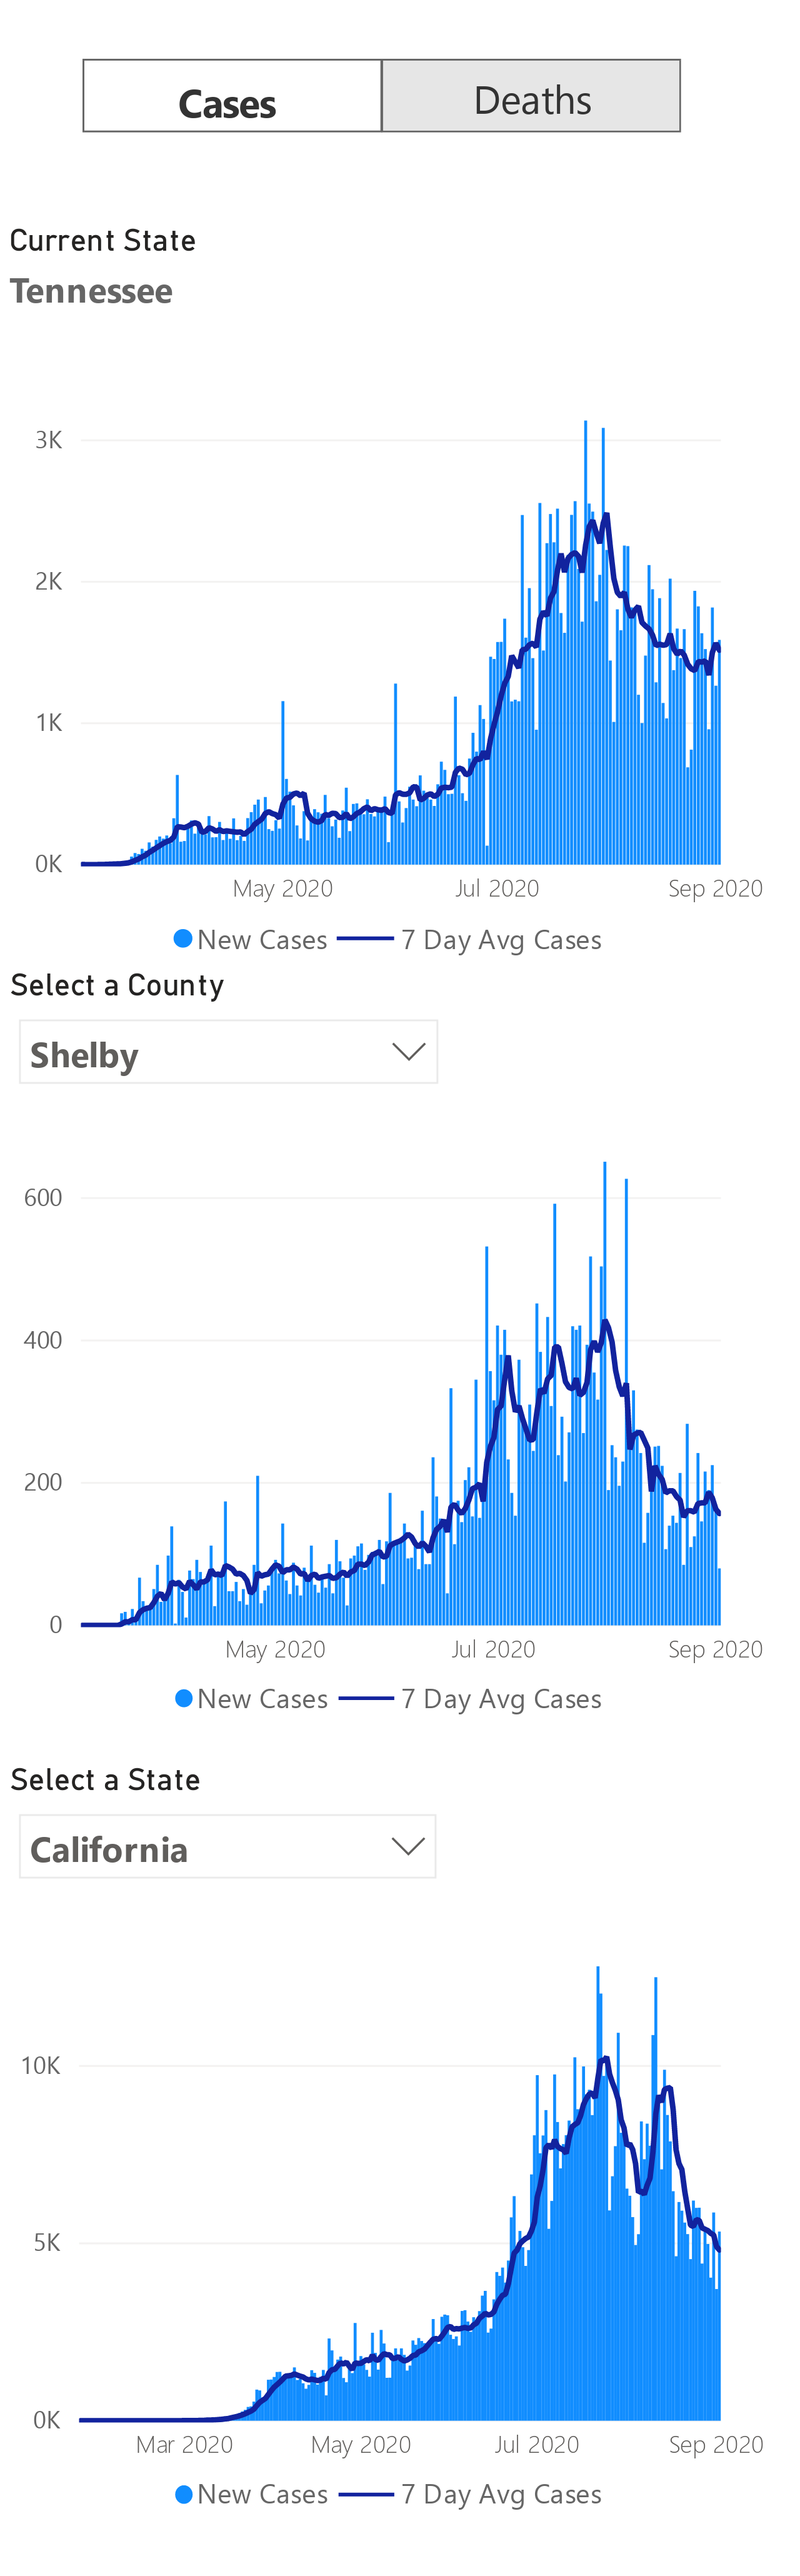 Cases Deaths
Current State
Tennessee
3K
2K
1K
0K
May 2020 Jul 2020 Sep 2020
New Cases 7 Day Avg Cases
Select a County
Shelby
600
400
200
0
May 2020 Jul 2020 Sep 2020
New Cases 7 Day Avg Cases
Select a State
California
10K
5K
0K
Mar 2020 May 2020 Jul 2020 Sep 2020
New Cases 7 Day Avg Cases